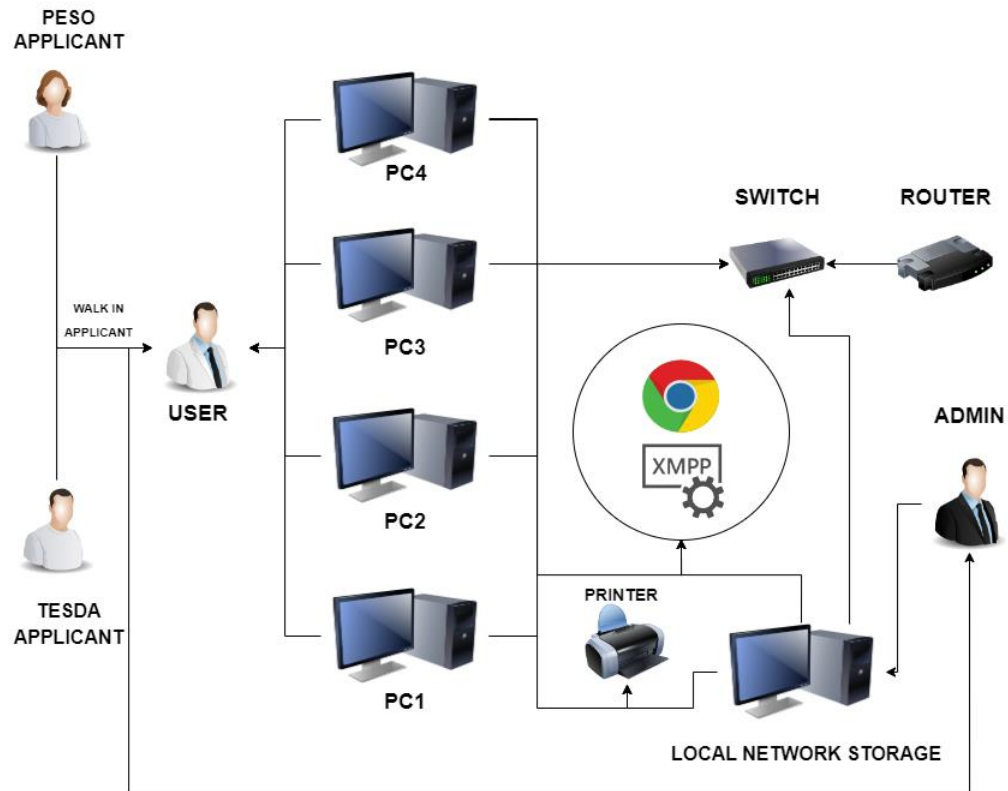 PESO
APPLICANT
PC4
SWITCH
ROUTER
WALK IN
APPLICANT
PC3
USER
ADMIN
XMPP
PC2
PRINTER
TESDA
APPLICANT
PC1
LOCAL NETWORK STORAGE